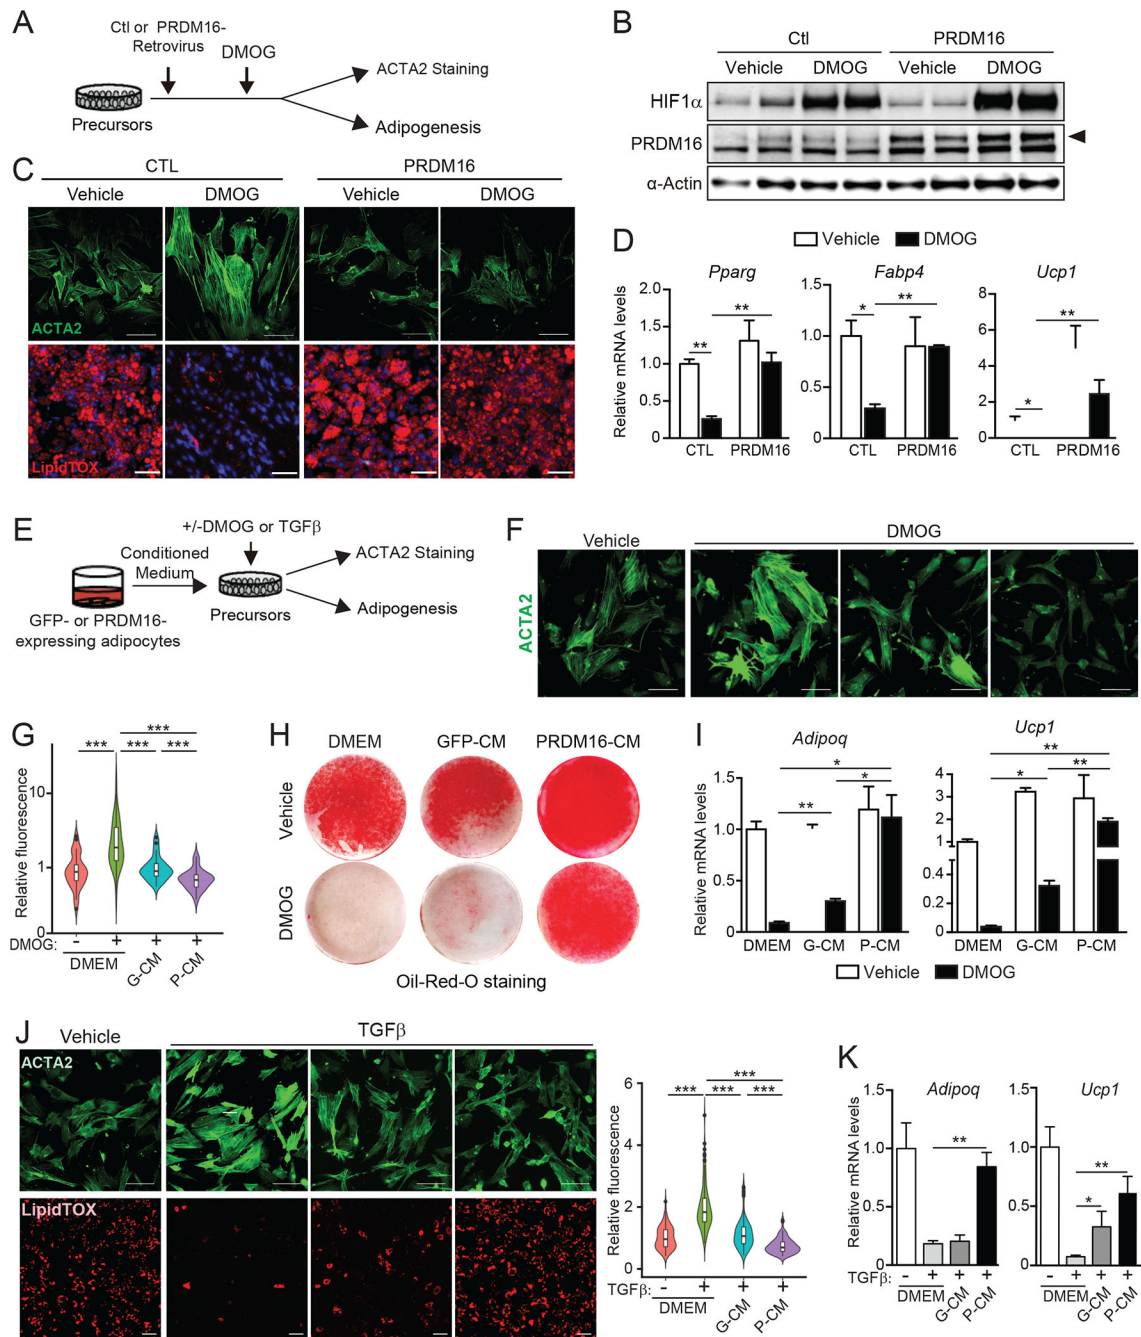 A
Ctl or PRDM16-
Retrovirus
DMOG
Precursors
ACTA2 Staining
Adipogenesis
B
Ctl
PRDM16
Vehicle
DMOG
Vehicle
DMOG
HIF1α
PRDM16
α-Actin
C
CTL
PRDM16
Vehicle
DMOG
Vehicle
DMOG
ACTA2
LipidTOX
D
Vehicle
DMOG
Relative mRNA levels
Pparg
2.0
1.5
1.0
0.5
0
**
**
CTL
PRDM16
Fabp4
1.5
1.0
0.5
0
*
**
CTL
PRDM16
Ucp1
8
6
4
2
0
*
**
CTL
PRDM16
E
+/-DMOG or TGFβ
Conditioned
Medium
GFP- or PRDM16-
expressing adipocytes
Precursors
ACTA2 Staining
Adipogenesis
F
Vehicle
DMOG
ACTA2
G
Relative fluorescence
10
1
0
***
***
***
***
DMOG:
-
+
+
+
DMEM
G-CM
P-CM
H
DMEM
GFP-CM
PRDM16-CM
Vehicle
DMOG
Oil-Red-O staining
I
Relative mRNA levels
Adipoq
1.5
1.0
0.5
0
*
**
*
DMEM
G-CM
P-CM
Ucp1
4
3
2
1
0.4
0.2
0
**
*
**
DMEM
G-CM
P-CM
Vehicle
DMOG
J
Vehicle
TGFβ
ACTA2
LipidTOX
Relative fluorescence
6
4
2
0
***
***
***
***
TGFβ:
-
+
+
+
DMEM
G-CM
P-CM
K
Relative mRNA levels
Adipoq
1.5
1.0
0.5
0
**
TGFβ:
-
+
+
+
DMEM
G-CM
P-CM
Ucp1
1.5
1.0
0.5
0
**
*
-
+
+
+
DMEM
G-CM
P-CM